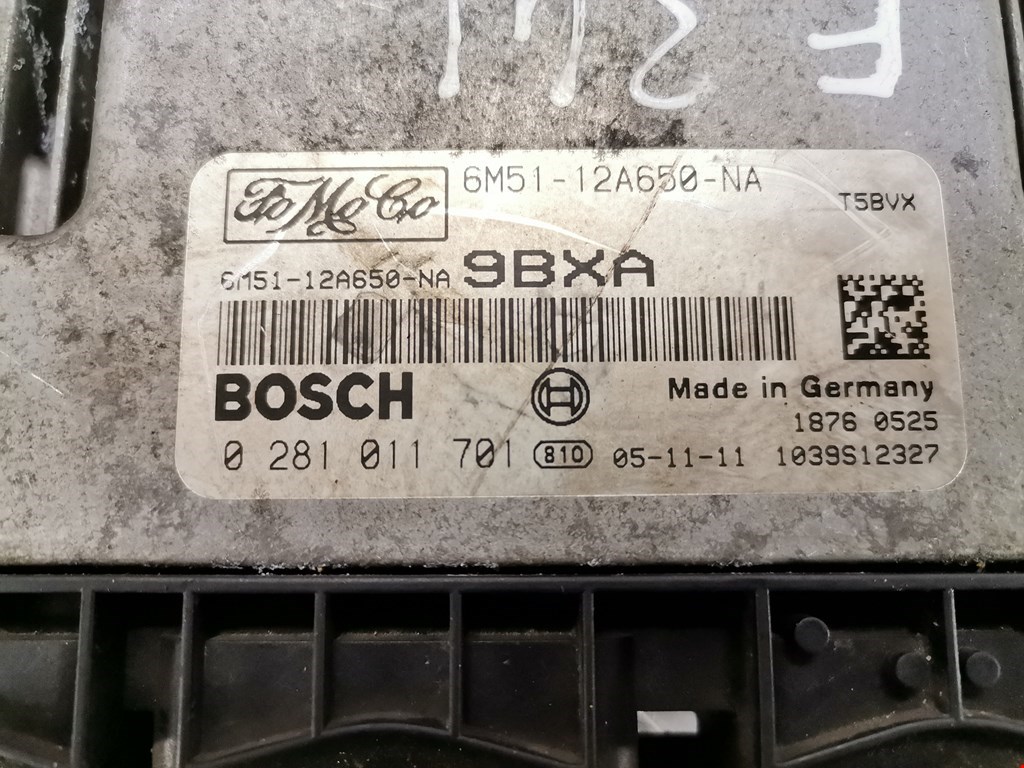 F 34
FoMoCo
6M51-12A650-NA
T5BVX
6M51-12A650-NA 9BXA
BOSCH
Made in Germany
1876 0525
0 281 011 701 810 05-11-11 1039S12327